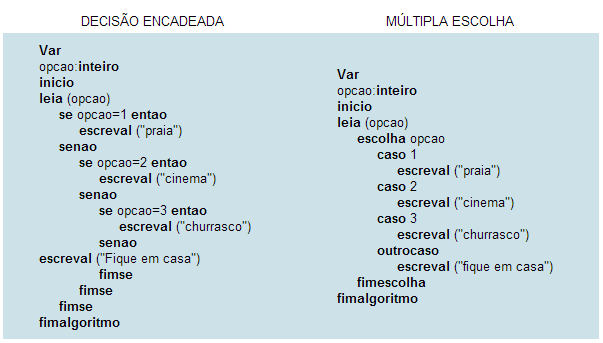 DECISÃO ENCADEADA
Var
opcao:inteiro
inicio
leia (opcao)
se opcao=1 entao
escreval ("praia")
senao
se opcao=2 entao
escreval ("cinema")
senao
se opcao=3 entao
escreval ("churrasco")
senao
escreval ("Fique em casa")
fimse
fimse
fimse
fimalgoritmo
MÚLTIPLA ESCOLHA
Var
opcao:inteiro
inicio
leia (opcao)
escolha opcao
caso 1
escreval ("praia")
caso 2
escreval ("cinema")
caso 3
escreval ("churrasco")
outrocaso
escreval ("fique em casa")
fimescolha
fimalgoritmo